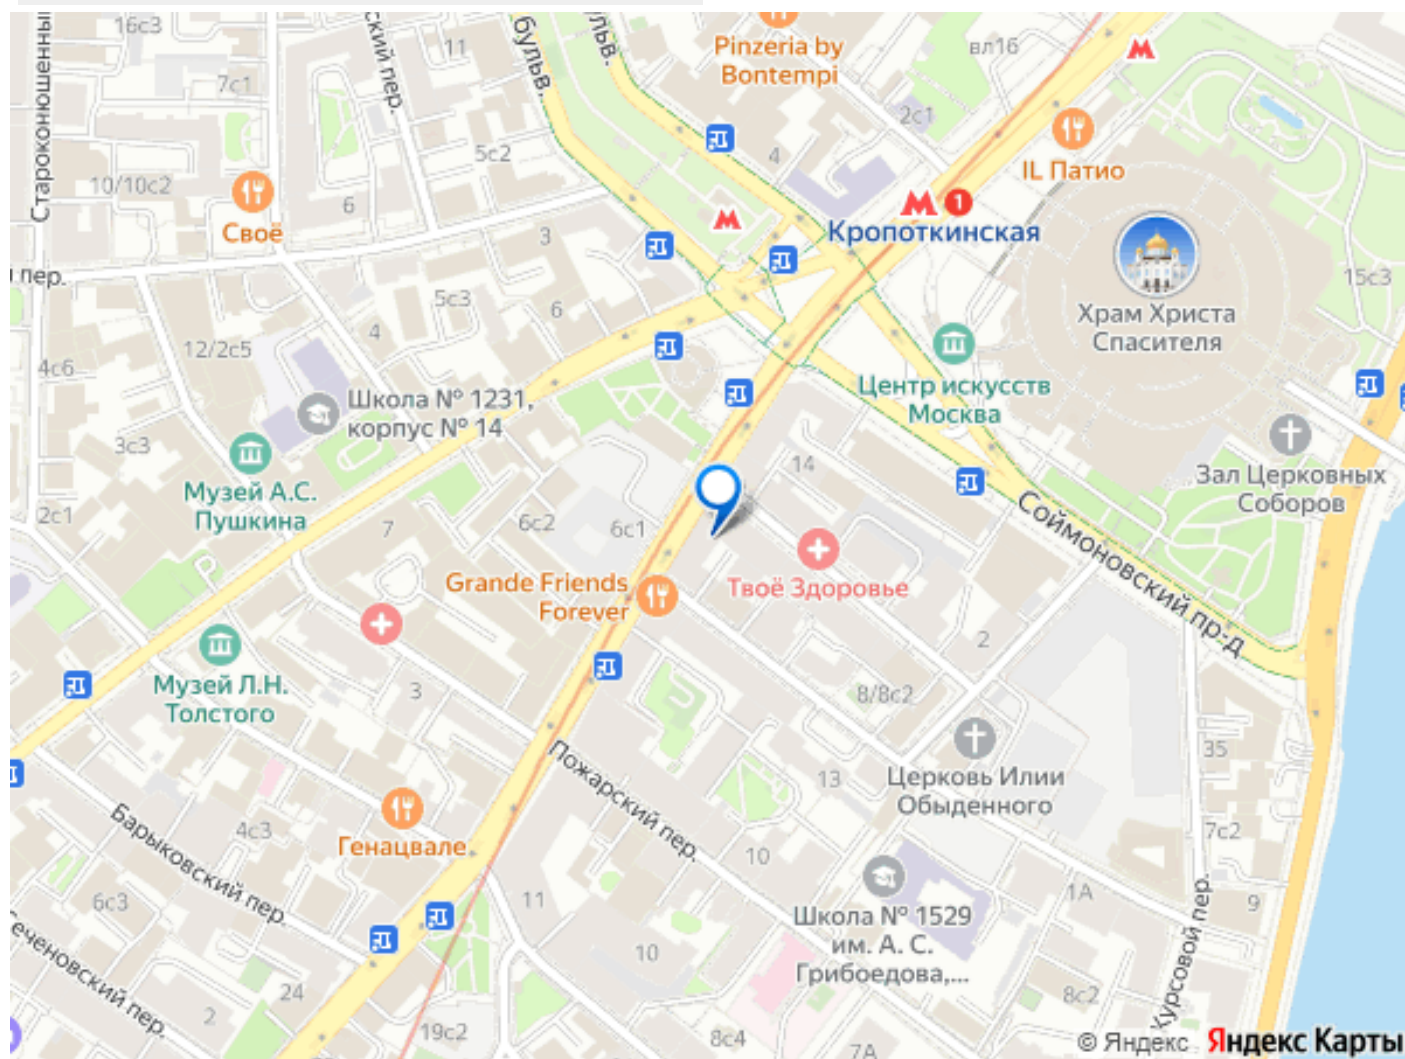 16с3
ский пер.
11
бульв.
ульв.
Pinzeria by
Bontempi
вл16
Староконюшенный
7с1
2с1
IL Патио
5с2
4
10/10с2
6
Своё
3
Кропоткинская
1
й пер.
15с3
5с3
6
4
Храм Христа
Спасителя
12/2с5
4с6
Центр искусств
Москва
Школа № 1231,
корпус № 14
3с3
14
Зал Церковных
Соборов
Музей А.С.
Пушкина
2с1
7
6с2
6с1
Соймоновский пр-д
P
Grande Friends
Forever
Твоё Здоровье
2
Музей Л.Н.
Толстого
3
8/8с2
35
Пожарский пер.
13
Церковь Илии
Обыденного
Барыковский пер.
4с3
Генацвале
7с2
10
6с3
11
1А
9
Школа № 1529
им. А. С.
Грибоедова,...
еченовский пер.
24
10
8с2
Курсовой пер.
2
19с2
8с4
7А
© Яндекс Яндекс Карты